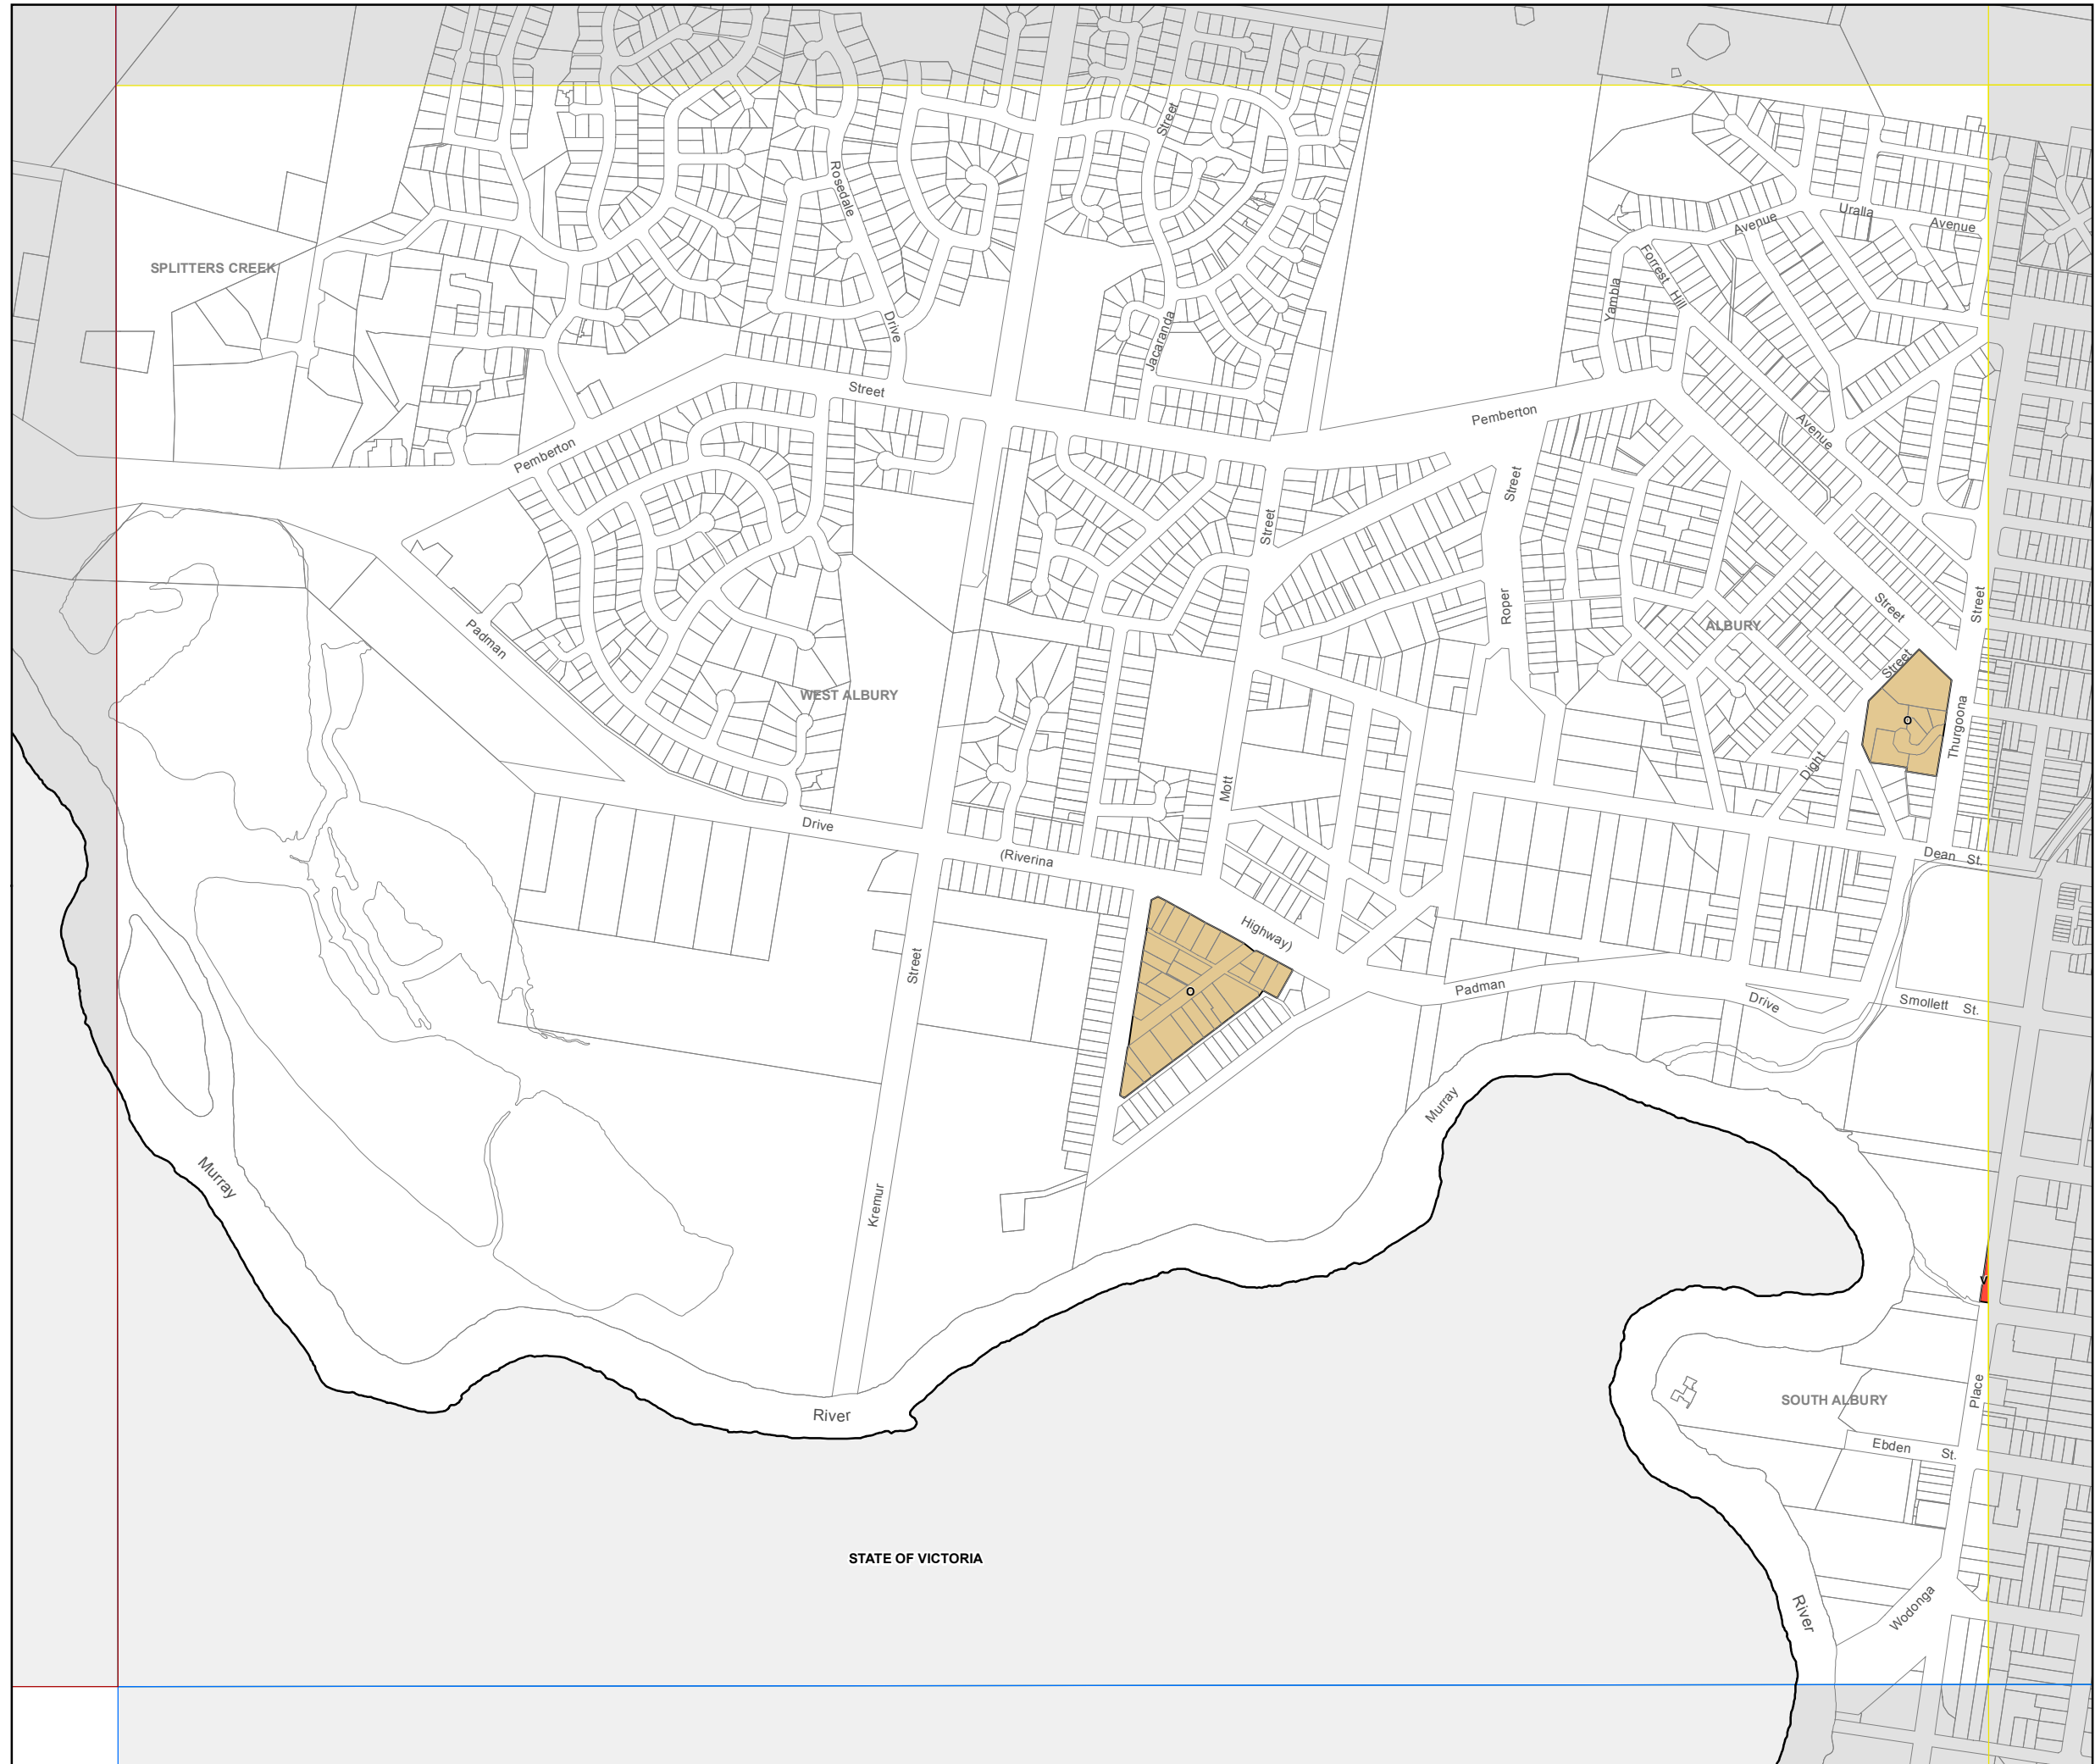 Street
Rosedale
Uralla
Avenue
Avenue
SPLITTERS CREEK
Forrest Hill
Yambla
Drive
Jacaranda
Street
Pemberton
Avenue
Pemberton
Street
Street
Roper
Street
Street
ALBURY
Padman
Street
WEST ALBURY
O
Thurgoona
Dight
Mott
Drive
(Riverina
Dean St.
Highway)
Street
O
Padman
Drive
Smollett St.
Murray
Murray
Kremur
V
Place
SOUTH ALBURY
River
Ebden St.
STATE OF VICTORIA
Wodonga
River